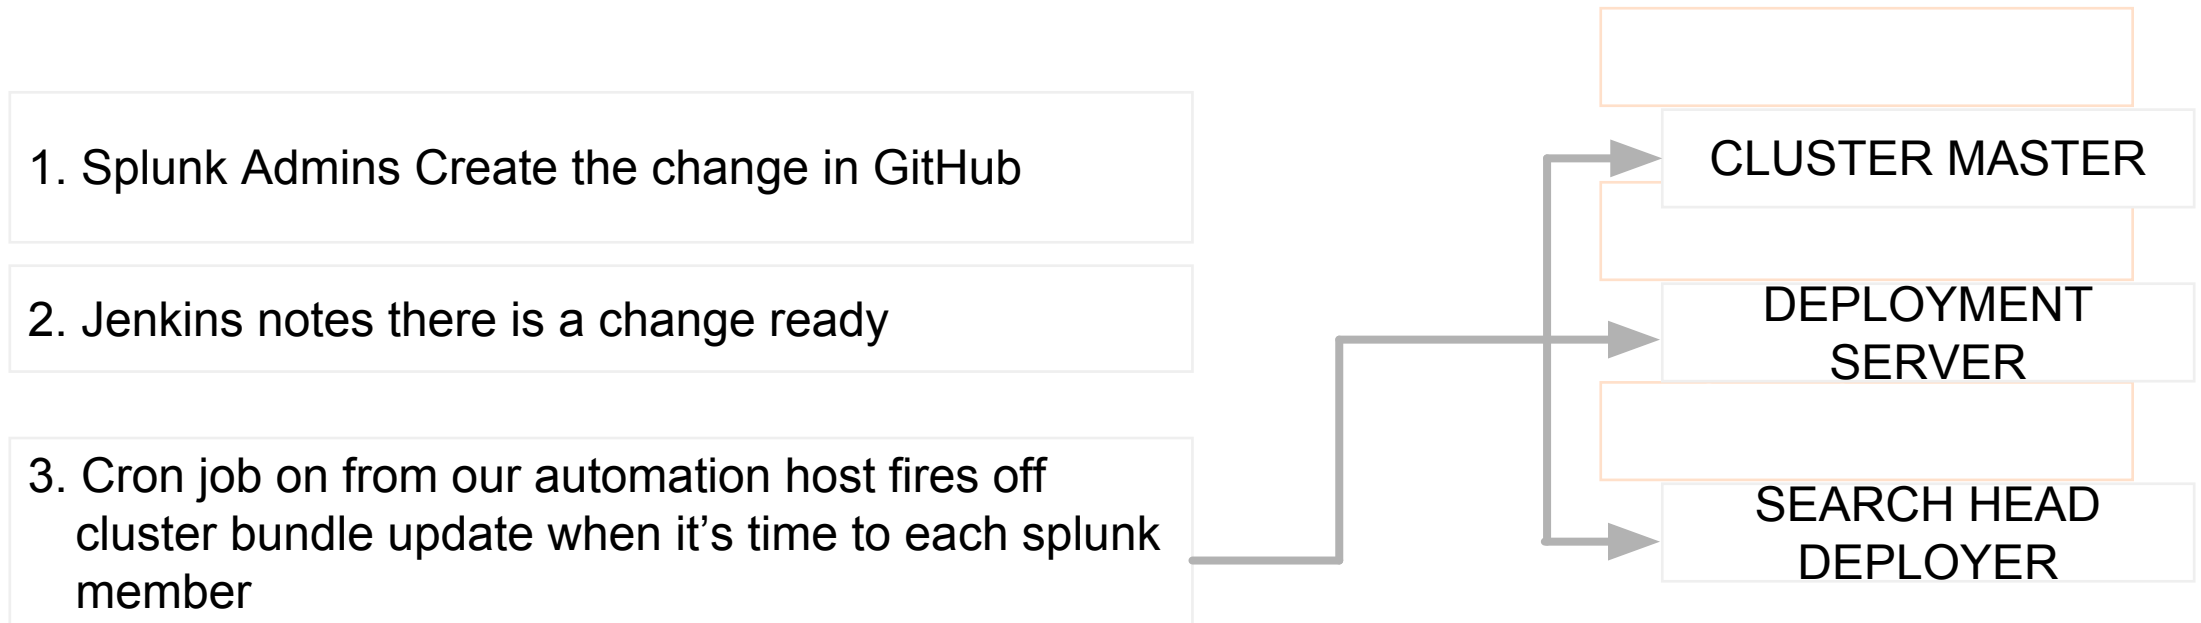 1. Splunk Admins Create the change in GitHub
2. Jenkins notes there is a change ready
3. Cron job on from our automation host fires off
cluster bundle update when it’s time to each splunk
member
CLUSTER MASTER
DEPLOYMENT
SERVER
SEARCH HEAD
DEPLOYER